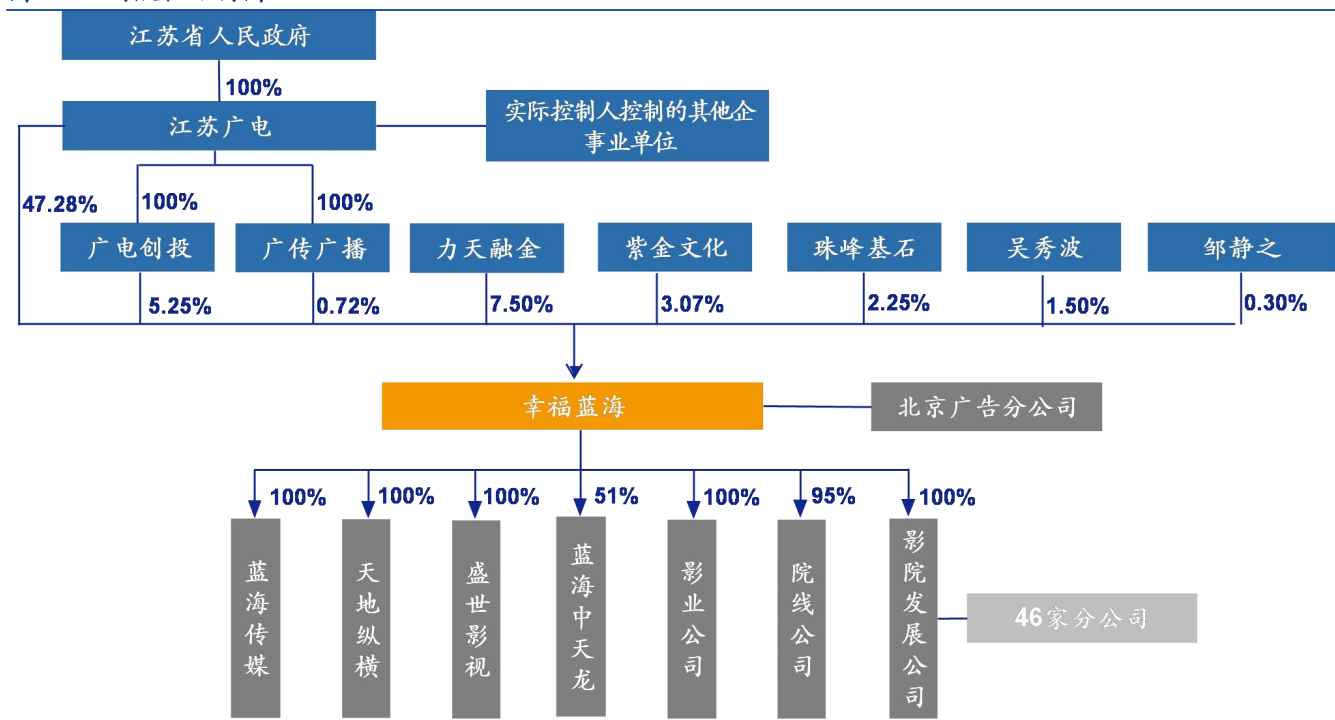 江苏省人民政府
100%
江苏广电
实际控制人控制的其他企
事业单位
47.28%
100%
100%
广电创投
广传广播
力天融金
紫金文化
珠峰基石
吴秀波
邹静之
5.25%
0.72%
7.50%
3.07%
2.25%
1.50%
0.30%
幸福蓝海
北京广告分公司
100%
100%
100%
51%
100%
95%
100%
蓝海传媒
天地纵横
盛世影视
蓝海中天龙
影业公司
院线公司
影院发展公司
46家分公司